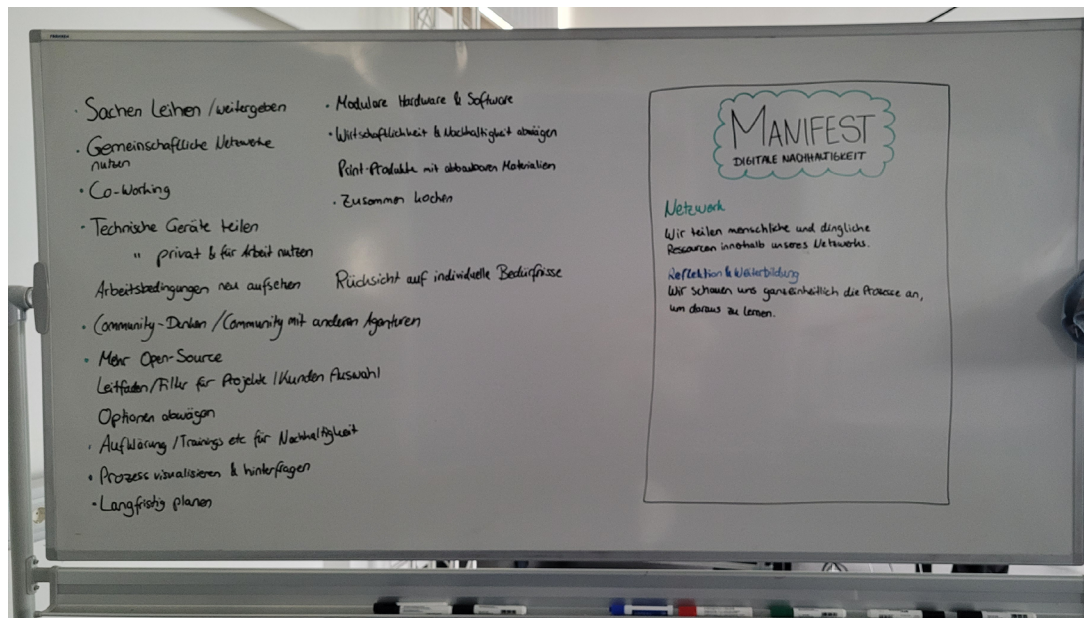 · Sachen Leihen / weitergeben
· Gemeinschaftliche Netzwerke
nutzen
· Co-Working
· Technische Geräte teilen
" privat & für Arbeit nutzen
Arbeitsbedingungen neu aufsetzen
· Community-Denken / Community mit anderen Agenturen
· Mehr Open-Source
Leitfaden/Filter für Projekte / Kunden Auswahl
Optionen abwägen
· Aufklärung / Trainings etc für Nachhaltigkeit
· Prozess visualisieren & hinterfragen
· Langfristig planen
· Modulare Hardware & Software
· Wirtschaftlichkeit & Nachhaltigkeit abwägen
Print-Produkte mit abbaubaren Materialien
· Zusammen kochen
Rücksicht auf individuelle Bedürfnisse
MANIFEST
DIGITALE NACHHALTIGKEIT
Netzwerk
Wir teilen menschliche und dingliche
Ressourcen innerhalb unseres Netzwerks.
Reflektion & Weiterbildung
Wir schauen uns ganzeinheitlich die Prozesse an,
um daraus zu lernen.